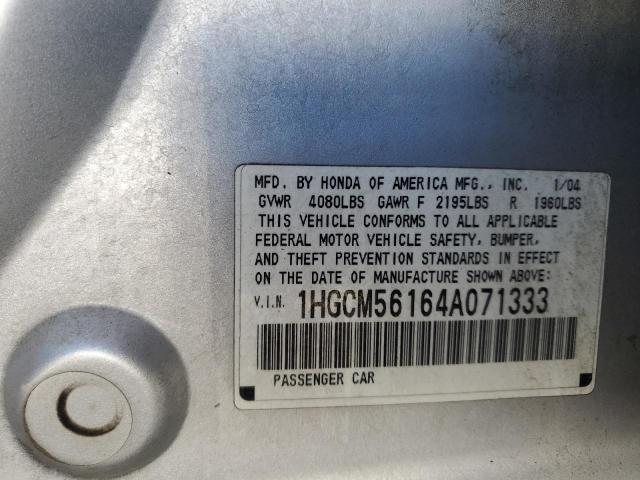 MFD. BY HONDA OF AMERICA MFG., INC. 1/04
GVWR 4080LBS GAWR F 2195LBS R 1960LBS
THIS VEHICLE CONFORMS TO ALL APPLICABLE
FEDERAL MOTOR VEHICLE SAFETY, BUMPER,
AND THEFT PREVENTION STANDARDS IN EFFECT
ON THE DATE OF MANUFACTURE SHOWN ABOVE:
V.I.N. 1HGCM56164A071333
PASSENGER CAR